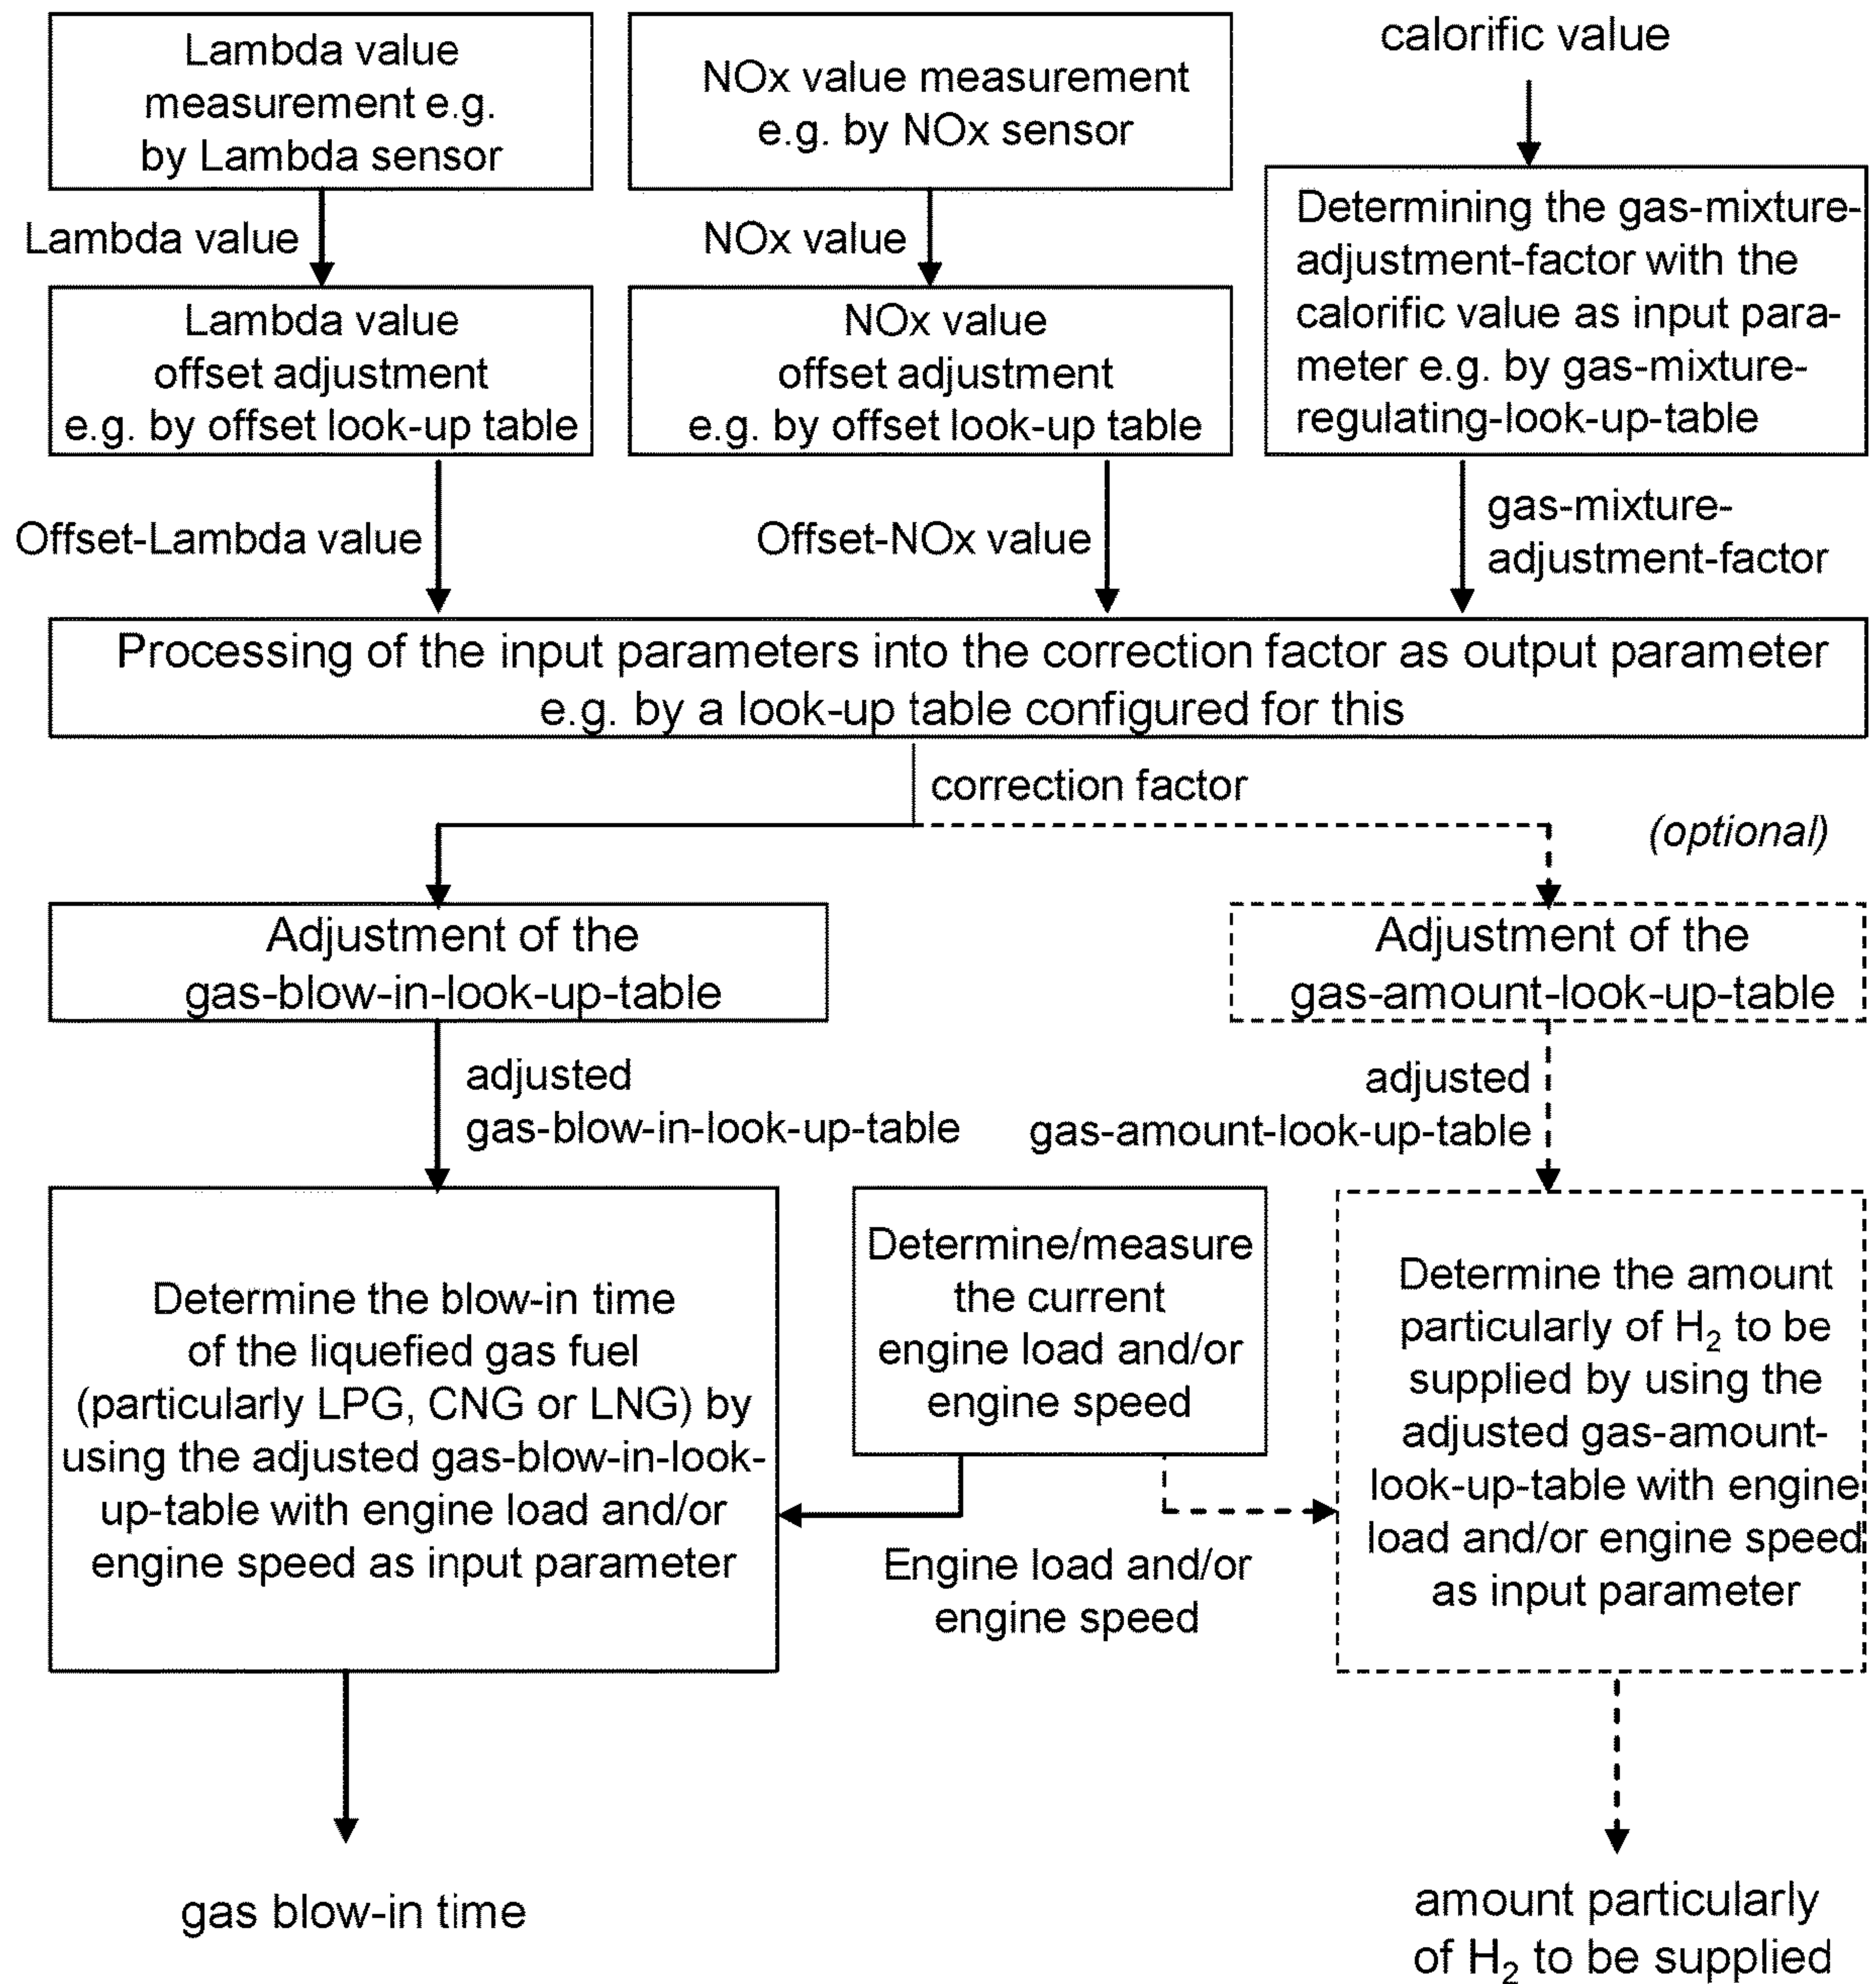 Lambda value
measurement e.g.
by Lambda sensor
NOx value measurement
e.g. by NOx sensor
calorific value
Lambda value
NOx value
Determining the gas-mixture-
adjustment-factor with the
calorific value as input para-
meter e.g. by gas-mixture-
regulating-look-up-table
Lambda value
offset adjustment
e.g. by offset look-up table
NOx value
offset adjustment
e.g. by offset look-up table
Offset-Lambda value
Offset-NOx value
gas-mixture-
adjustment-factor
Processing of the input parameters into the correction factor as output parameter
e.g. by a look-up table configured for this
correction factor
(optional)
Adjustment of the
gas-blow-in-look-up-table
Adjustment of the
gas-amount-look-up-table
adjusted
gas-blow-in-look-up-table
adjusted
gas-amount-look-up-table
Determine the blow-in time
of the liquefied gas fuel
(particularly LPG, CNG or LNG) by
using the adjusted gas-blow-in-look-
up-table with engine load and/or
engine speed as input parameter
Determine/measure
the current
engine load and/or
engine speed
Determine the amount
particularly of H₂ to be
supplied by using the
adjusted gas-amount-
look-up-table with engine
load and/or engine speed
as input parameter
Engine load and/or
engine speed
gas blow-in time
amount particularly
of H₂ to be supplied